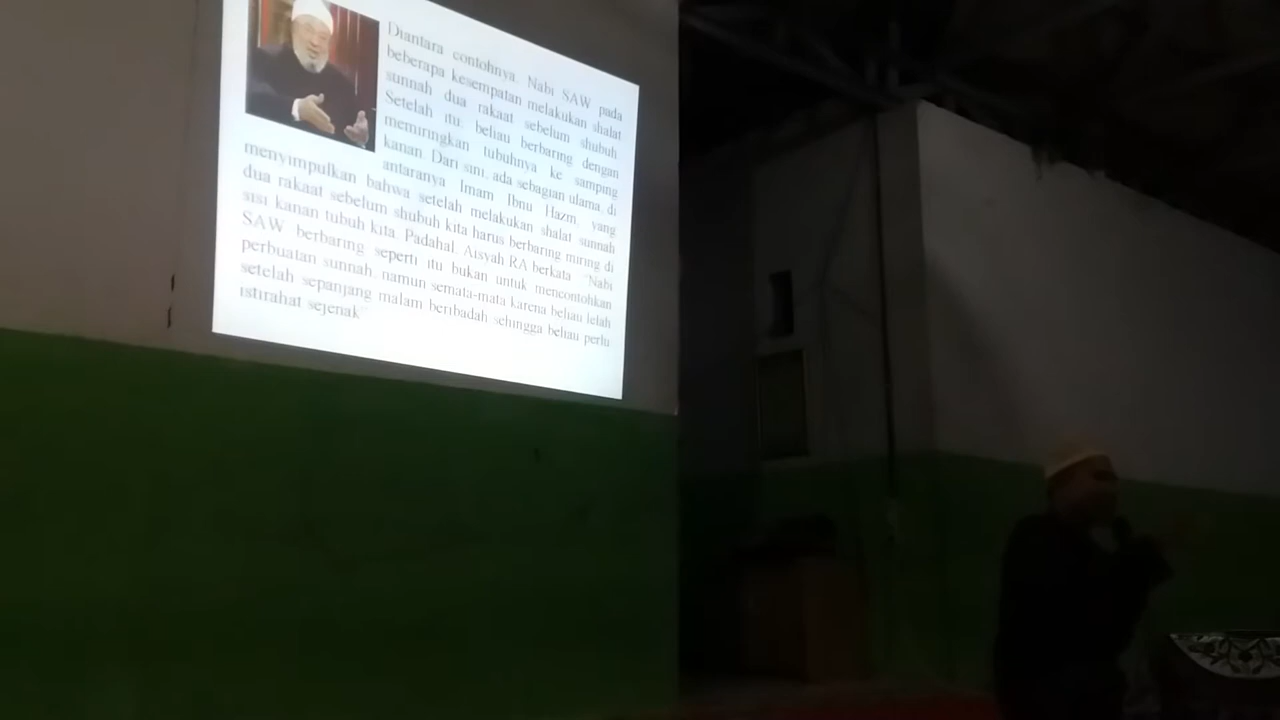 Diantara contohnya. Nabi SAW pada
beberapa kesempatan melakukan shalat
sunnah dua rakaat sebelum shubuh
Setelah itu, beliau berbaring dengan
memiringkan tubuhnya ke samping
kanan. Dari sini, ada sebagian ulama, di
antaranya Imam Ibnu Hazm, yang
menyimpulkan bahwa setelah melakukan shalat sunnah
dua rakaat sebelum shubuh kita harus berbaring miring di
sisi kanan tubuh kita. Padahal, Aisyah RA berkata, "Nabi
SAW berbaring seperti itu bukan untuk mencontohkan
perbuatan sunnah, namun semata-mata karena beliau lelah
setelah sepanjang malam beribadah sehingga beliau perlu
istirahat sejenak"